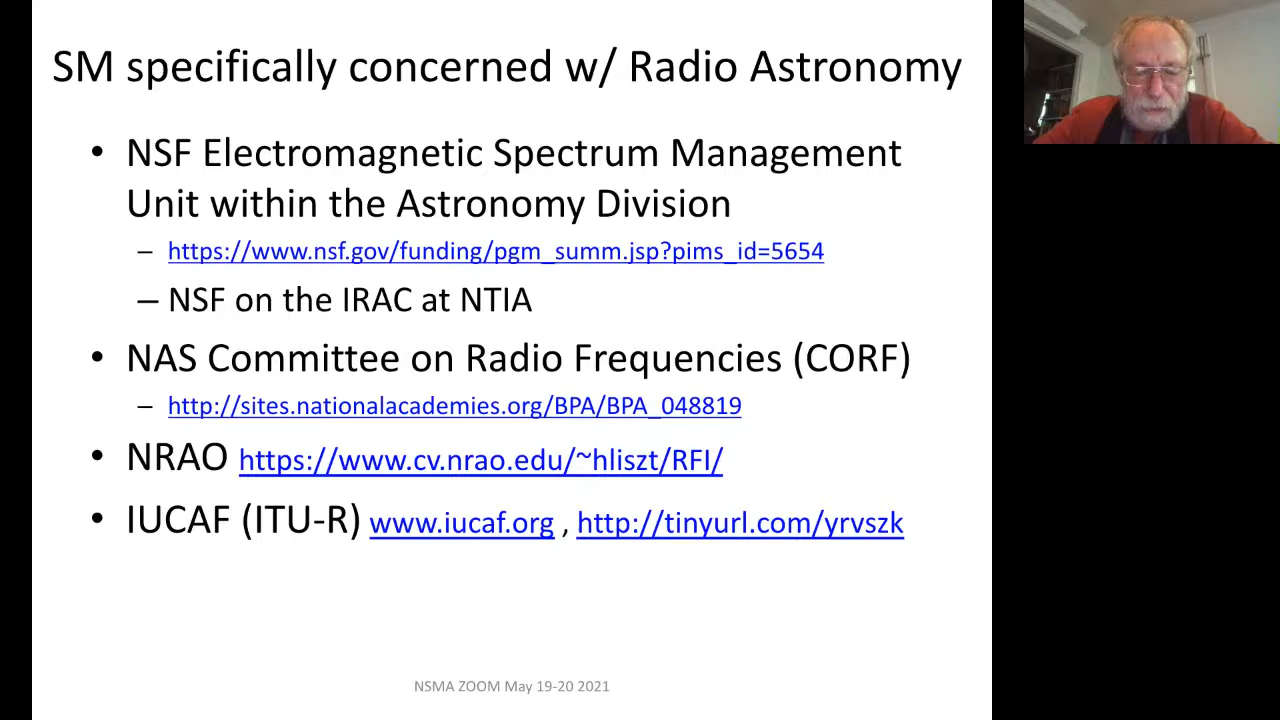 SM specifically concerned w/ Radio Astronomy
• NSF Electromagnetic Spectrum Management
Unit within the Astronomy Division
– https://www.nsf.gov/funding/pgm_summ.jsp?pims_id=5654
– NSF on the IRAC at NTIA
• NAS Committee on Radio Frequencies (CORF)
– http://sites.nationalacademies.org/BPA/BPA_048819
• NRAO https://www.cv.nrao.edu/~hliszt/RFI/
• IUCAF (ITU-R) www.iucaf.org , http://tinyurl.com/yrvszk
NSMA ZOOM May 19-20 2021